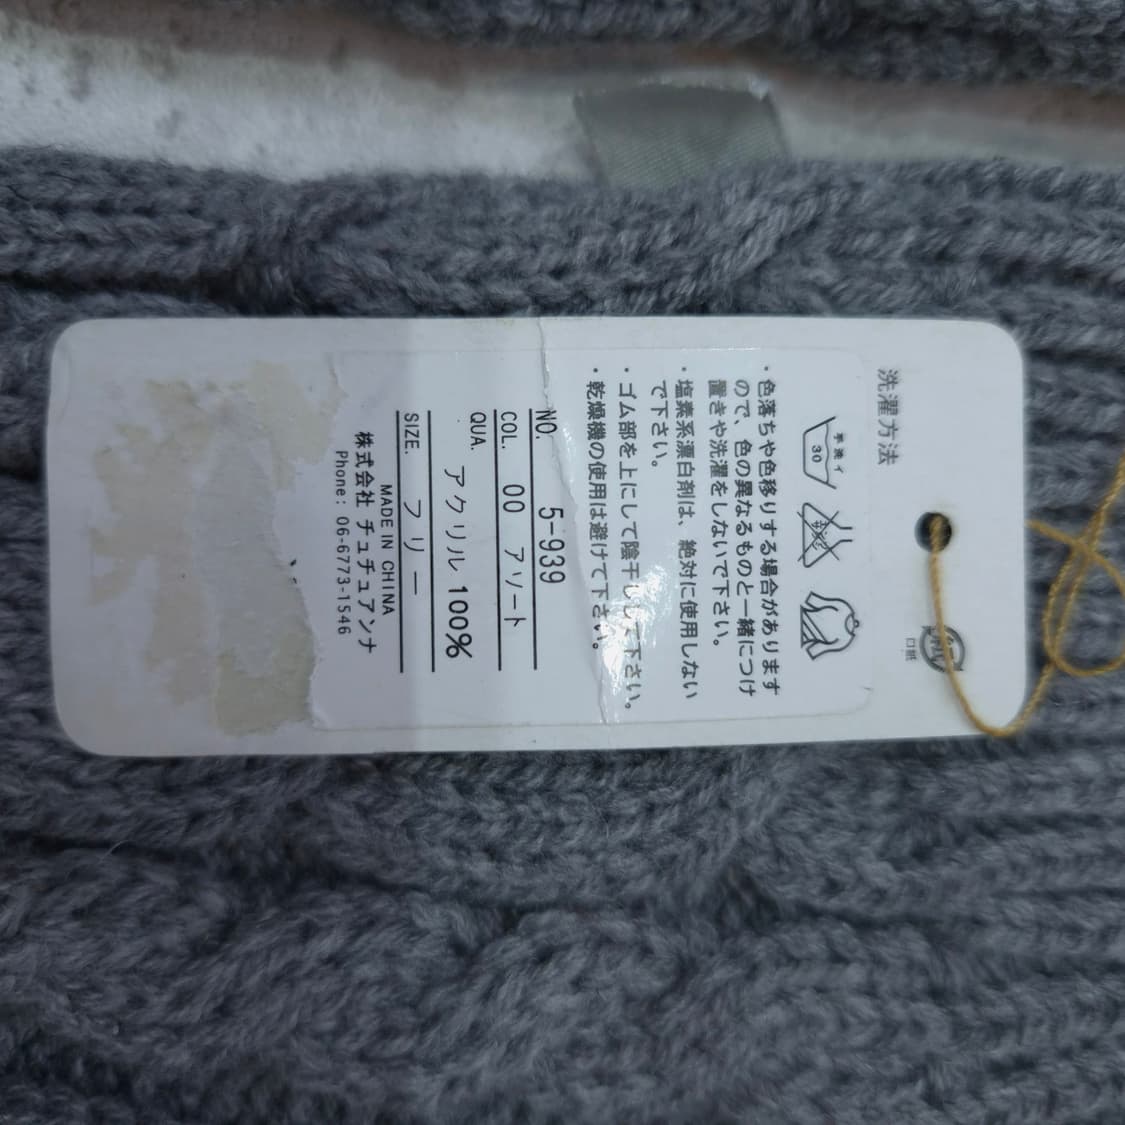 洗濯方法
手洗イ
30
・色落ちや色移りする場合があります
ので、色の異なるものと一緒につけ
置きや洗濯をしないで下さい。
・塩素系漂白剤は、絶対に使用しない
で下さい。
・ゴム部を上にして陰干しして下さい。
・乾燥機の使用は避けて下さい。
NO. 5-939
COL. 00 アソート
QUA.
アクリル 100%
SIZE. フリー
MADE IN CHINA
株式会社 チュチュアンナ
Phone: 06-6773-1546